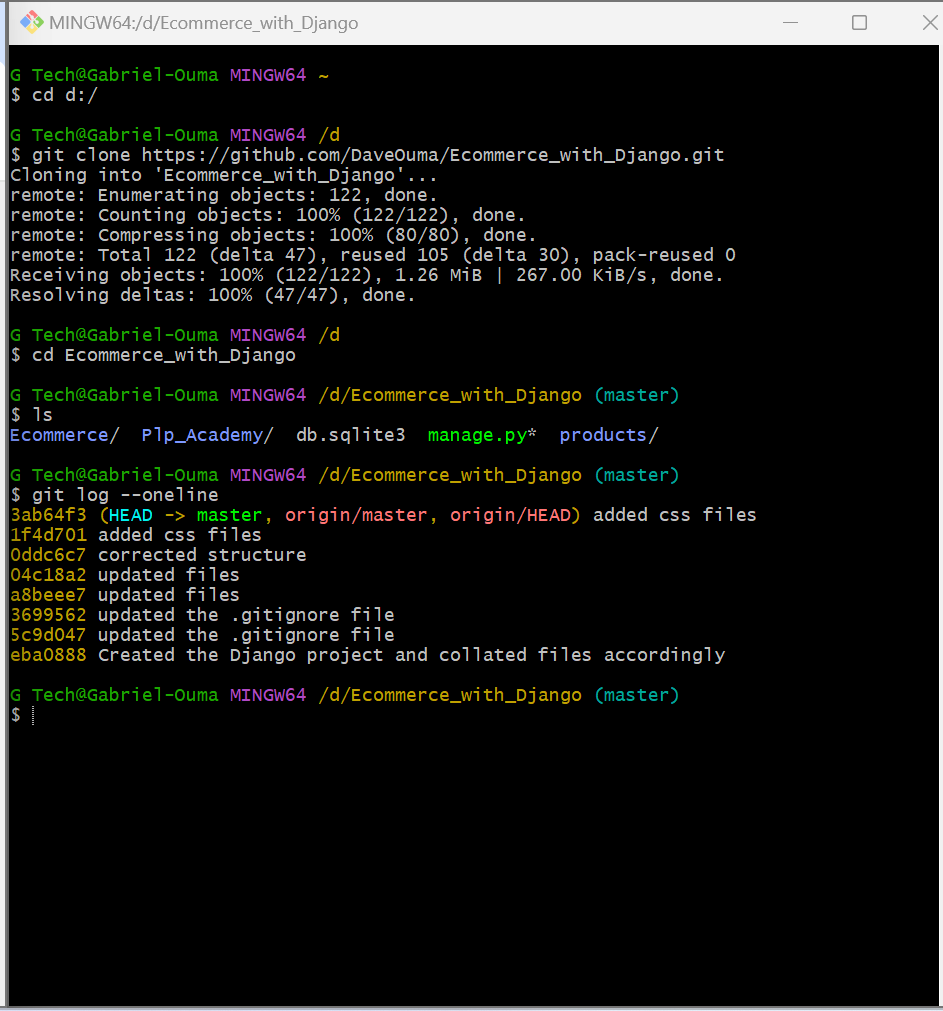 MINGW64:/d/Ecommerce_with_Django
G Tech@Gabriel-Ouma MINGW64 ~
$ cd d:/
G Tech@Gabriel-Ouma MINGW64 /d
$ git clone https://github.com/DaveOuma/Ecommerce_with_Django.git
Cloning into 'Ecommerce_with_Django'...
remote: Enumerating objects: 122, done.
remote: Counting objects: 100% (122/122), done.
remote: Compressing objects: 100% (80/80), done.
remote: Total 122 (delta 47), reused 105 (delta 30), pack-reused 0
Receiving objects: 100% (122/122), 1.26 MiB | 267.00 KiB/s, done.
Resolving deltas: 100% (47/47), done.
G Tech@Gabriel-Ouma MINGW64 /d
$ cd Ecommerce_with_Django
G Tech@Gabriel-Ouma MINGW64 /d/Ecommerce_with_Django (master)
$ ls
Ecommerce/  Plp_Academy/  db.sqlite3  manage.py*  products/
G Tech@Gabriel-Ouma MINGW64 /d/Ecommerce_with_Django (master)
$ git log --oneline
3ab64f3 (HEAD -> master, origin/master, origin/HEAD) added css files
1f4d701 added css files
0ddc6c7 corrected structure
04c18a2 updated files
a8beee7 updated files
3699562 updated the .gitignore file
5c9d047 updated the .gitignore file
eba0888 Created the Django project and collated files accordingly
G Tech@Gabriel-Ouma MINGW64 /d/Ecommerce_with_Django (master)
$